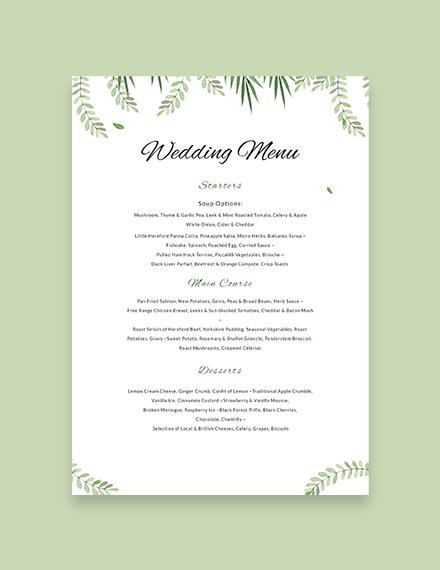 Wedding Menu
Starters
Soup Options:
Mushroom, Thyme & Garlic Pea, Leek & Mint Roasted Tomato, Celery & Apple
White Onion, Cider & Cheddar
Little Hereford Panna Cotta, Pineapple Salsa, Micro Herbs, Balsamic Syrup ~
Fishcake, Spinach, Poached Egg, Curried Sauce ~
Pulled Ham Hock Terrine, Piccalilli Vegetables, Brioche ~
Duck Liver Parfait, Beetroot & Orange Compote, Crisp Toasts
Main Course
Pan Fried Salmon, New Potatoes, Gems, Peas & Broad Beans, Herb Sauce ~
Free Range Chicken Breast, Leeks & Sun-blushed Tomatoes, Cheddar & Bacon Mash
~
Roast Sirloin of Hereford Beef, Yorkshire Pudding, Seasonal Vegetables, Roast
Potatoes, Gravy ~Sweet Potato, Rosemary & Shallot Gnocchi, Tenderstem Broccoli,
Roast Mushrooms, Creamed Celeriac
Desserts
Lemon Cream Cheese, Ginger Crumb, Confit of Lemon ~Traditional Apple Crumble,
Vanilla Ice, Cinnamon Custard ~Strawberry & Vanilla Mousse,
Broken Meringue, Raspberry Ice ~Black Forest Trifle, Black Cherries,
Chocolate, Chantilly ~
Selection of Local & British Cheeses, Celery, Grapes, Biscuits